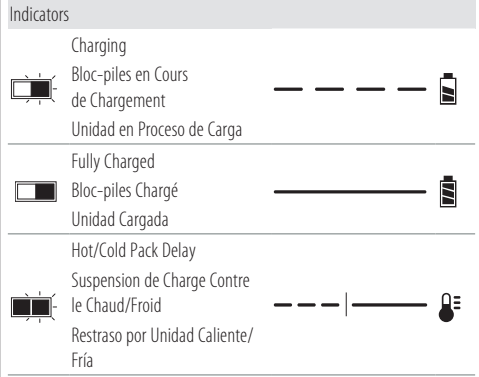 Indicators
Charging
Bloc-piles en Cours
de Chargement
Unidad en Proceso de Carga
Fully Charged
Bloc-piles Chargé
Unidad Cargada
Hot/Cold Pack Delay
Suspension de Charge Contre
le Chaud/Froid
Restraso por Unidad Caliente/
Fría